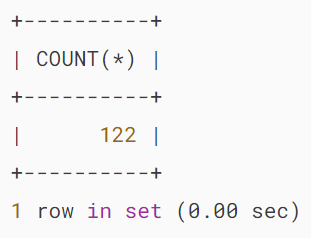 +----------+
| COUNT(*) |
+----------+
|      122 |
+----------+
1 row in set (0.00 sec)